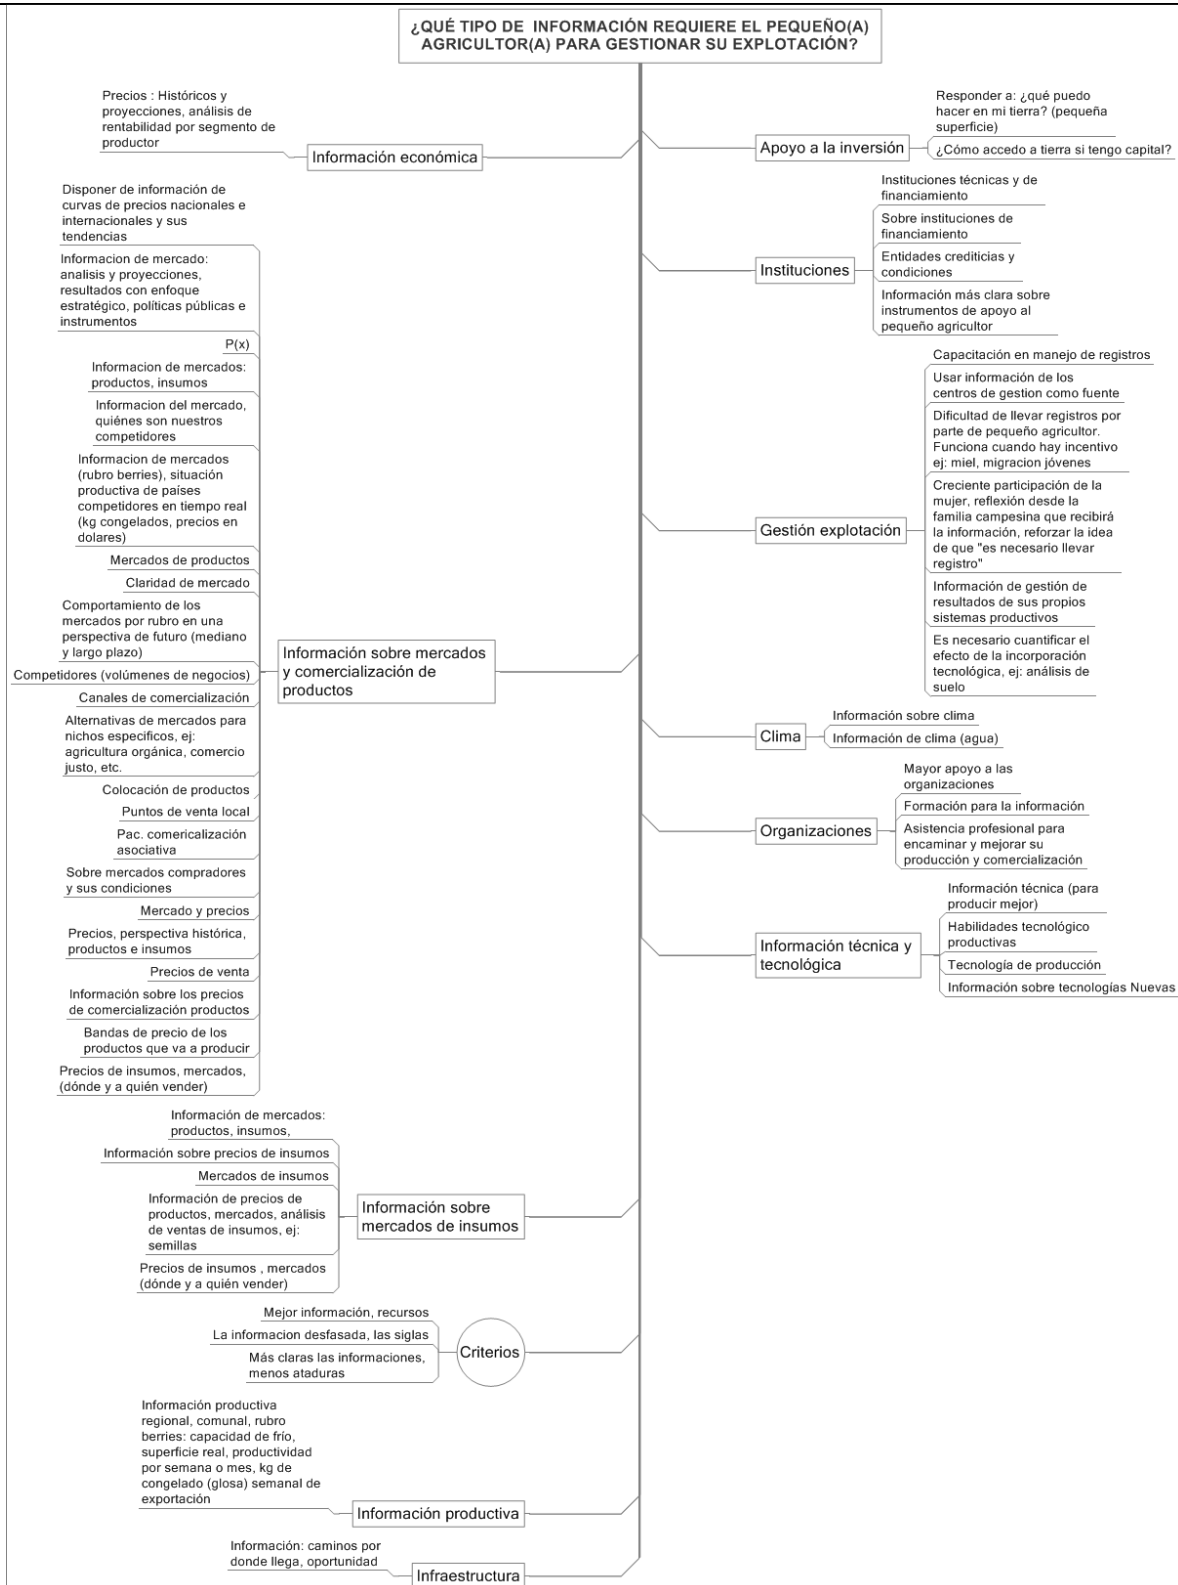 ¿QUÉ TIPO DE INFORMACIÓN REQUIERE EL PEQUEÑO(A)
AGRICULTOR(A) PARA GESTIONAR SU EXPLOTACIÓN?
Precios : Históricos y
proyecciones, análisis de
rentabilidad por segmento de
productor
Información económica
Disponer de información de
curvas de precios nacionales e
internacionales y sus
tendencias
Informacion de mercado:
analisis y proyecciones,
resultados con enfoque
estratégico, políticas públicas e
instrumentos
P(x)
Informacion de mercados:
productos, insumos
Informacion del mercado,
quiénes son nuestros
competidores
Informacion de mercados
(rubro berries), situación
productiva de países
competidores en tiempo real
(kg congelados, precios en
dolares)
Mercados de productos
Claridad de mercado
Comportamiento de los
mercados por rubro en una
perspectiva de futuro (mediano
y largo plazo)
Competidores (volúmenes de negocios)
Canales de comercialización
Alternativas de mercados para
nichos especificos, ej:
agricultura orgánica, comercio
justo, etc.
Colocación de productos
Puntos de venta local
Pac. comericalización
asociativa
Sobre mercados compradores
y sus condiciones
Mercado y precios
Precios, perspectiva histórica,
productos e insumos
Precios de venta
Información sobre los precios
de comercialización productos
Bandas de precio de los
productos que va a producir
Precios de insumos, mercados,
(dónde y a quién vender)
Información sobre mercados
y comercialización de
productos
Información de mercados:
productos, insumos,
Información sobre precios de insumos
Mercados de insumos
Información de precios de
productos, mercados, análisis
de ventas de insumos, ej:
semillas
Precios de insumos , mercados
(dónde y a quién vender)
Información sobre
mercados de insumos
Mejor información, recursos
La informacion desfasada, las siglas
Más claras las informaciones,
menos ataduras
Criterios
Información productiva
regional, comunal, rubro
berries: capacidad de frío,
superficie real, productividad
por semana o mes, kg de
congelado (glosa) semanal de
exportación
Información productiva
Información: caminos por
donde llega, oportunidad
Infraestructura
Apoyo a la inversión
Responder a: ¿qué puedo
hacer en mi tierra? (pequeña
superficie)
¿Cómo accedo a tierra si tengo capital?
Instituciones
Instituciones técnicas y de
financiamiento
Sobre instituciones de
financiamiento
Entidades crediticias y
condiciones
Información más clara sobre
instrumentos de apoyo al
pequeño agricultor
Gestión explotación
Capacitación en manejo de registros
Usar información de los
centros de gestion como fuente
Dificultad de llevar registros por
parte de pequeño agricultor.
Funciona cuando hay incentivo
ej: miel, migracion jóvenes
Creciente participación de la
mujer, reflexión desde la
familia campesina que recibirá
la información, reforzar la idea
de que "es necesario llevar
registro"
Información de gestión de
resultados de sus propios
sistemas productivos
Es necesario cuantificar el
efecto de la incorporación
tecnológica, ej: análisis de
suelo
Clima
Información sobre clima
Información de clima (agua)
Organizaciones
Mayor apoyo a las
organizaciones
Formación para la información
Asistencia profesional para
encaminar y mejorar su
producción y comercialización
Información técnica y
tecnológica
Información técnica (para
producir mejor)
Habilidades tecnológico
productivas
Tecnología de producción
Información sobre tecnologías Nuevas